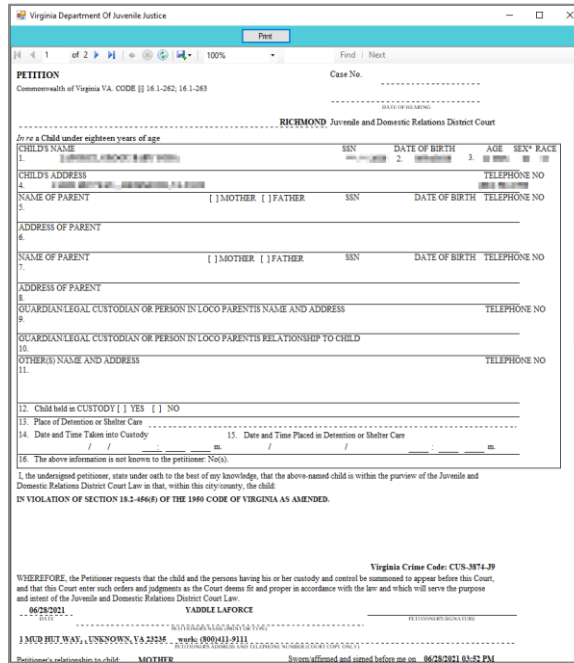 Virginia Department Of Juvenile Justice
Print
1 of 2 100% Find | Next
PETITION Case No.
Commonwealth of Virginia VA. CODE §§ 16.1-262; 16.1-263
DATE OF HEARING
RICHMOND Juvenile and Domestic Relations District Court
In re a Child under eighteen years of age
CHILD'S NAME SSN DATE OF BIRTH AGE SEX* RACE
1. 2. 3.
CHILD'S ADDRESS TELEPHONE NO
4.
NAME OF PARENT [ ] MOTHER [ ] FATHER SSN DATE OF BIRTH TELEPHONE NO
5.
ADDRESS OF PARENT
6.
NAME OF PARENT [ ] MOTHER [ ] FATHER SSN DATE OF BIRTH TELEPHONE NO
7.
ADDRESS OF PARENT
8.
GUARDIAN/LEGAL CUSTODIAN OR PERSON IN LOCO PARENTIS NAME AND ADDRESS TELEPHONE NO
9.
GUARDIAN/LEGAL CUSTODIAN OR PERSON IN LOCO PARENTIS RELATIONSHIP TO CHILD
10.
OTHER(S) NAME AND ADDRESS TELEPHONE NO
11.
12. Child held in CUSTODY [ ] YES [ ] NO
13. Place of Detention or Shelter Care
14. Date and Time Taken into Custody 15. Date and Time Placed in Detention or Shelter Care
/ / : m. / / : m.
16. The above information is not known to the petitioner: No(s).
I, the undersigned petitioner, state under oath to the best of my knowledge, that the above-named child is within the purview of the Juvenile and
Domestic Relations District Court Law in that, within this city/county, the child:
IN VIOLATION OF SECTION 18.2-456(5) OF THE 1950 CODE OF VIRGINIA AS AMENDED.
Virginia Crime Code: CUS-3874-J9
WHEREFORE, the Petitioner requests that the child and the persons having his or her custody and control be summoned to appear before this Court,
and that this Court enter such orders and judgments as the Court deems fit and proper in accordance with the law and which will serve the purpose
and intent of the Juvenile and Domestic Relations District Court Law.
06/28/2021 YADDLE LAFORCE
DATE PETITIONER'S NAME (PRINT OR TYPE) PETITIONER'S SIGNATURE
1 MUD HUT WAY, , UNKNOWN, VA 23235 work: (800)411-9111
PETITIONER'S ADDRESS AND TELEPHONE NUMBER (COURT COPY ONLY)
Petitioner's relationship to child: MOTHER Sworn/affirmed and signed before me on 06/28/2021 03:52 PM